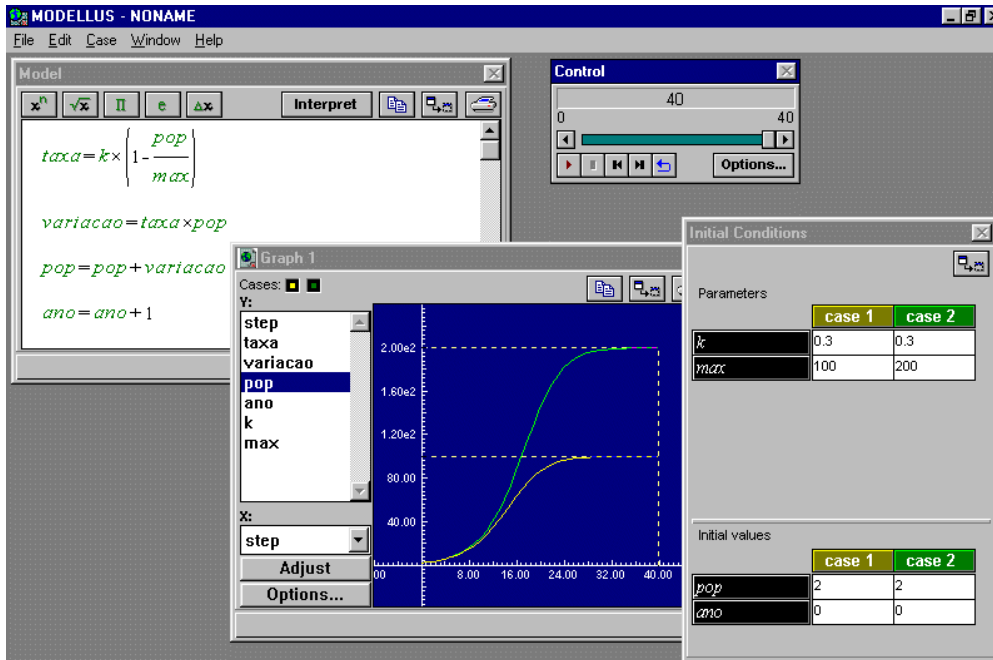 MODELLUS - NONAME
File Edit Case Window Help
Model
xⁿ √x Π e Δx Interpret
taxa=k×(1-pop/max)
variacao=taxa×pop
pop=pop+variacao
ano=ano+1
Control
40
0 40
Options...
Graph 1
Cases:
Y:
step
taxa
variacão
pop
ano
k
max
X:
step
Adjust
Options...
2.00e2
1.60e2
1.20e2
80.00
40.00
00 8.00 16.00 24.00 32.00 40.00
Initial Conditions
Parameters
case 1 case 2
k 0.3 0.3
max 100 200
Initial values
case 1 case 2
pop 2 2
ano 0 0